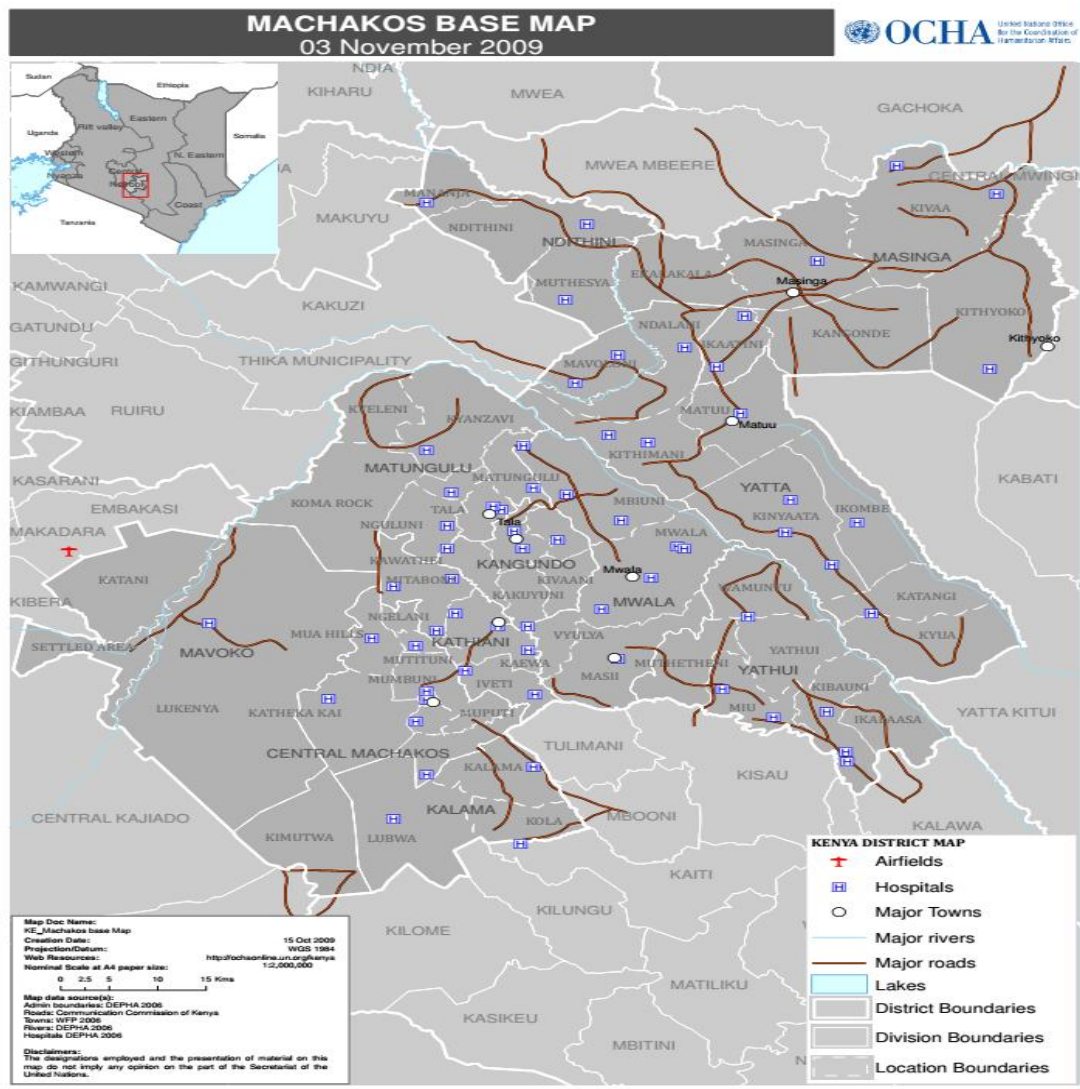 MACHAKOS BASE MAP
03 November 2009
OCHA
United Nations Office
for the Coordination of
Humanitarian Affairs
Sudan
Ethiopia
Uganda
Rift valley
Eastern
Somalia
Western
N. Eastern
Central
Nyanza
Nairobi
Coast
Tanzania
NDIA
KIHARU
MWEA
GACHOKA
MWEA MBEERE
CENTRAL MWINGI
MANANJA
KIVAA
MAKUYU
NDITHINI
NDITHINI
MASINGA
MASINGA
EKALAKALA
MUTHESYA
Masinga
KAMWANGI
KAKUZI
KITHYOKO
GATUNDU
NDALANI
KANGONDE
Kithyoko
IKAATINI
GITHUNGURI
THIKA MUNICIPALITY
MAVOLONI
KIAMBAA
RUIRU
KYELENI
KYANZAVI
MATUU
Matuu
KITHIMANI
MATUNGULU
MATUNGULU
KASARANI
KABATI
KOMA ROCK
YATTA
EMBAKASI
TALA
MBIUNI
IKOMBE
NGULUNI
Tala
KINYAATA
MAKADARA
MWALA
KAWATHEI
KANGUNDO
Mwala
KATANI
MITABONI
KIVAANI
WAMUNYU
KAKUYUNI
KATANGI
KIBERA
MWALA
NGELANI
MUA HILLS
KATHIANI
VYULYA
KYUA
SETTLED AREA
MAVOKO
YATHUI
MUTITUNI
KAEWA
MUTHETHENI
YATHUI
MUMBUNI
IVETI
MASII
KIBAUNI
LUKENYA
KATHEKA KAI
MUPUTI
MIU
IKALAASA
YATTA KITUI
TULIMANI
CENTRAL MACHAKOS
KALAMA
KISAU
KALAMA
CENTRAL KAJIADO
KOLA
MBOONI
KALAWA
KIMUTWA
LUBWA
KAITI
KILUNGU
KILOME
MATILIKU
KASIKEU
MBITINI
KENYA DISTRICT MAP
Airfields
Hospitals
Major Towns
Major rivers
Major roads
Lakes
District Boundaries
Division Boundaries
Location Boundaries
Map Doc Name:
KE_Machakos base Map
Creation Date: 15 Oct 2009
Projection/Datum: WGS 1984
Web Resources: http://ochaonline.un.org/kenya
Nominal Scale at A4 paper size: 1:2,000,000
0 2.5 5 10 15 Kms
Map data source(s):
Admin boundaries: DEPHA 2006
Roads: Communication Commission of Kenya
Towns: WFP 2006
Rivers: DEPHA 2006
Hospitals DEPHA 2006
Disclaimers:
The designations employed and the presentation of material on this
map do not imply any opinion on the part of the Secretariat of the
United Nations.